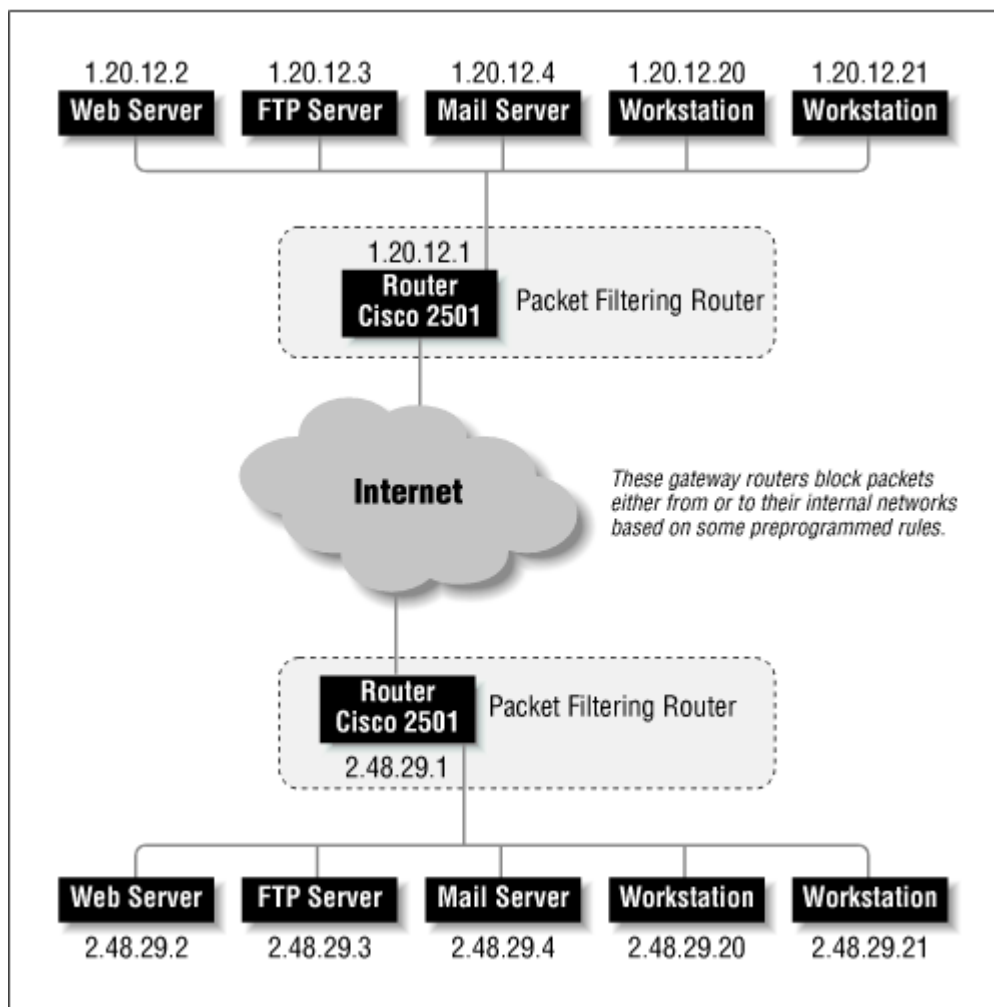 1.20.12.2 1.20.12.3 1.20.12.4 1.20.12.20 1.20.12.21
Web Server FTP Server Mail Server Workstation Workstation
1.20.12.1
Router
Cisco 2501
Packet Filtering Router
Internet
These gateway routers block packets
either from or to their internal networks
based on some preprogrammed rules.
Router
Cisco 2501
Packet Filtering Router
2.48.29.1
Web Server FTP Server Mail Server Workstation Workstation
2.48.29.2 2.48.29.3 2.48.29.4 2.48.29.20 2.48.29.21